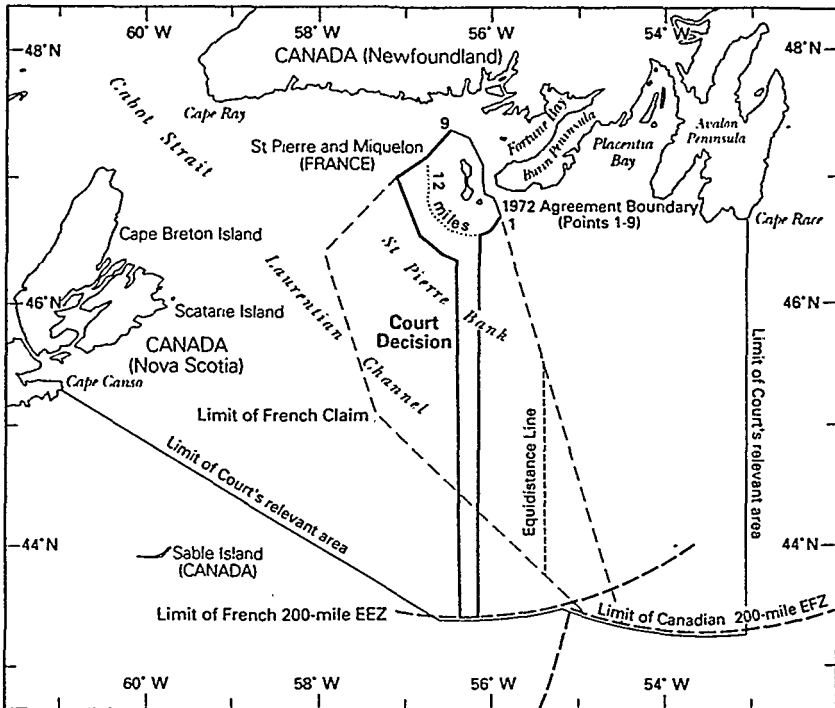 60° W
58° W
56° W
54° W
48°N
48°N
CANADA (Newfoundland)
Cabot Strait
Cape Ray
9
St Pierre and Miquelon
(FRANCE)
Fortune Bay
Burin Peninsula
Placentia
Bay
Avalon
Peninsula
12
miles
1972 Agreement Boundary
(Points 1-9)
1
Cape Race
Cape Breton Island
St Pierre Bank
Laurentian Channel
46°N
46°N
Scatarie Island
Court
Decision
CANADA
(Nova Scotia)
Cape Canso
Limit of French Claim
Limit of Court's relevant area
Equidistance Line
Limit of Court's
relevant area
44°N
44°N
Sable Island
(CANADA)
Limit of French 200-mile EEZ
Limit of Canadian 200-mile EFZ
60° W
58° W
56° W
54° W